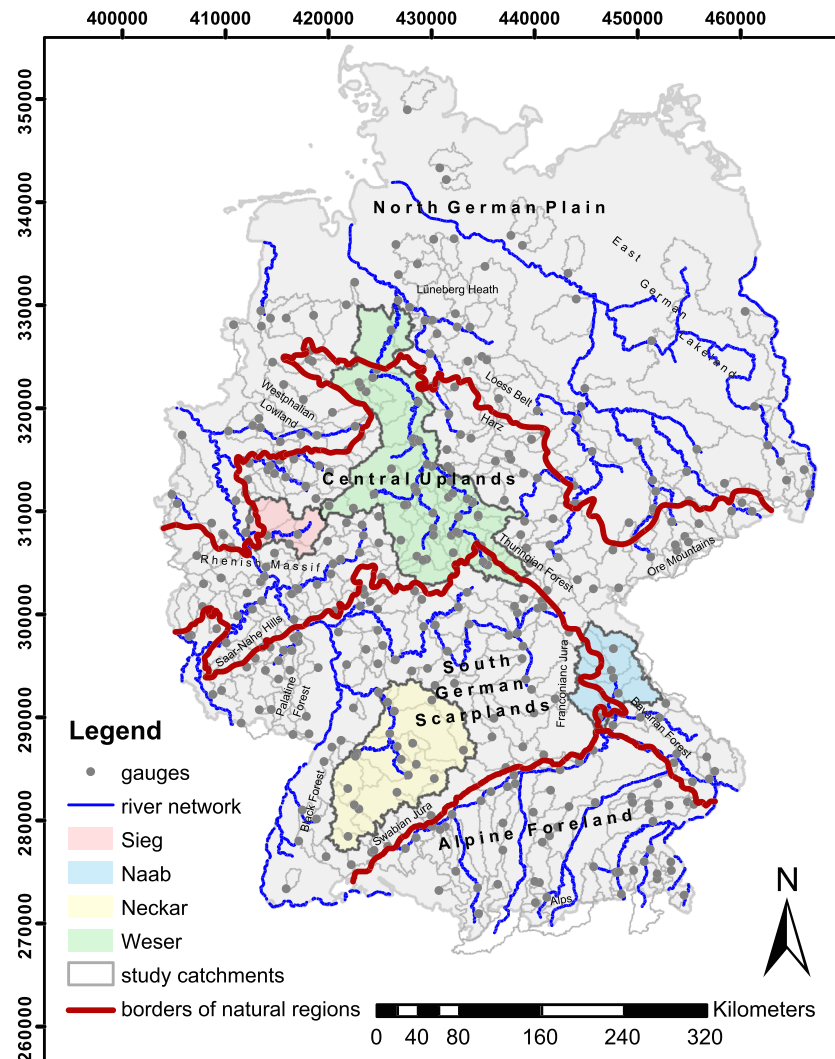 400000 410000 420000 430000 440000 450000 460000
350000
340000
330000
320000
310000
300000
290000
280000
270000
260000
North German Plain
East
German
Lakeland
Lüneberg Heath
Loess Belt
Harz
Westphalian
Lowland
Central Uplands
Thuringian Forest
Ore Mountains
Rhenish Massif
Saar-Nahe Hills
Palatine
Forest
South
German
Scarplands
Franconianc Jura
Bavarian Forest
Black Forest
Swabian Jura
Alpine Foreland
Alps
Legend
gauges
river network
Sieg
Naab
Neckar
Weser
study catchments
borders of natural regions
N
Kilometers
0 40 80 160 240 320